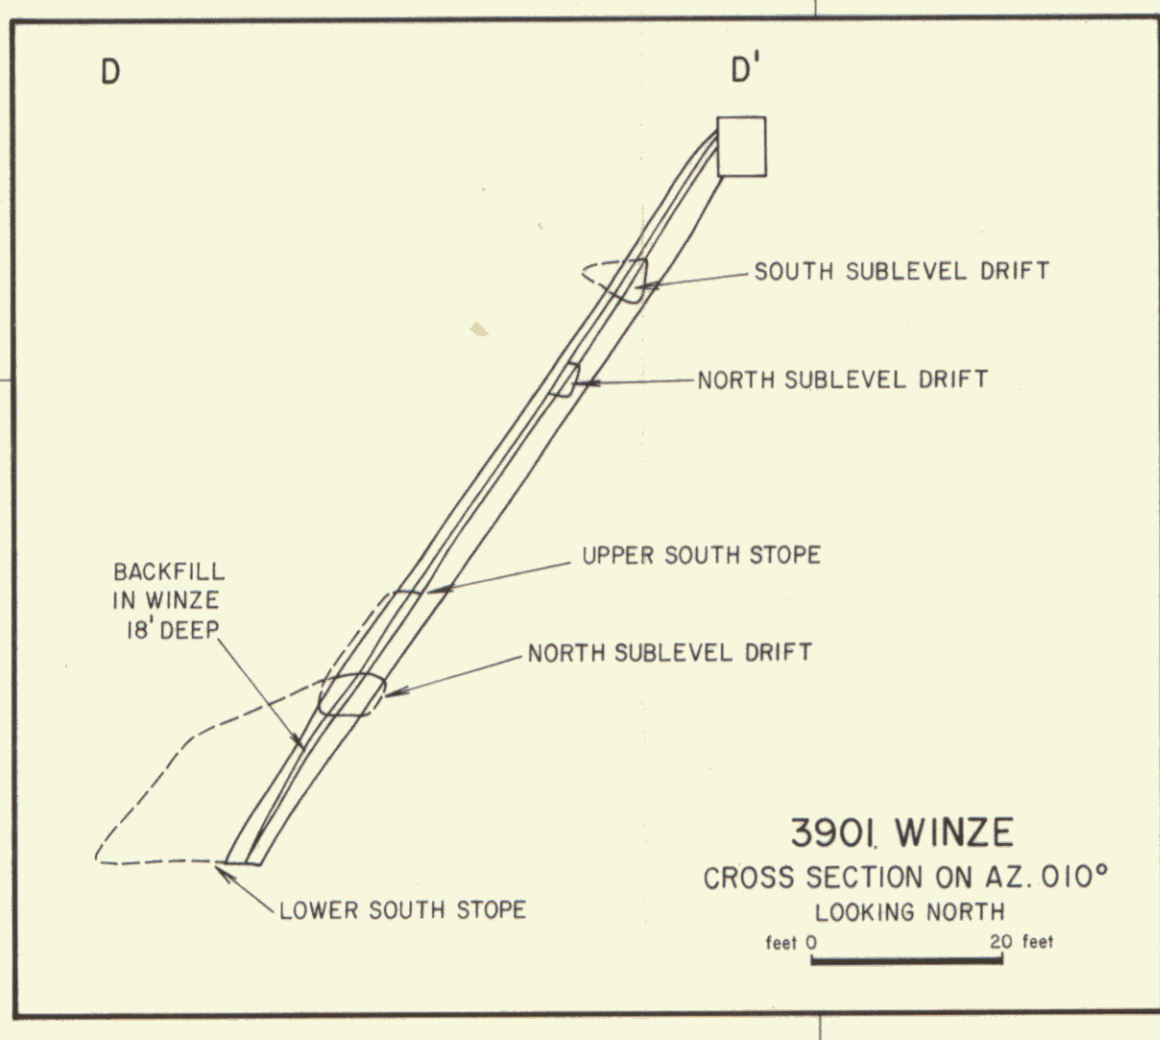 D
D'
SOUTH SUBLEVEL DRIFT
NORTH SUBLEVEL DRIFT
UPPER SOUTH STOPE
BACKFILL
IN WINZE
18' DEEP
NORTH SUBLEVEL DRIFT
3901 WINZE
CROSS SECTION ON AZ. 010°
LOOKING NORTH
LOWER SOUTH STOPE
feet 0 20 feet